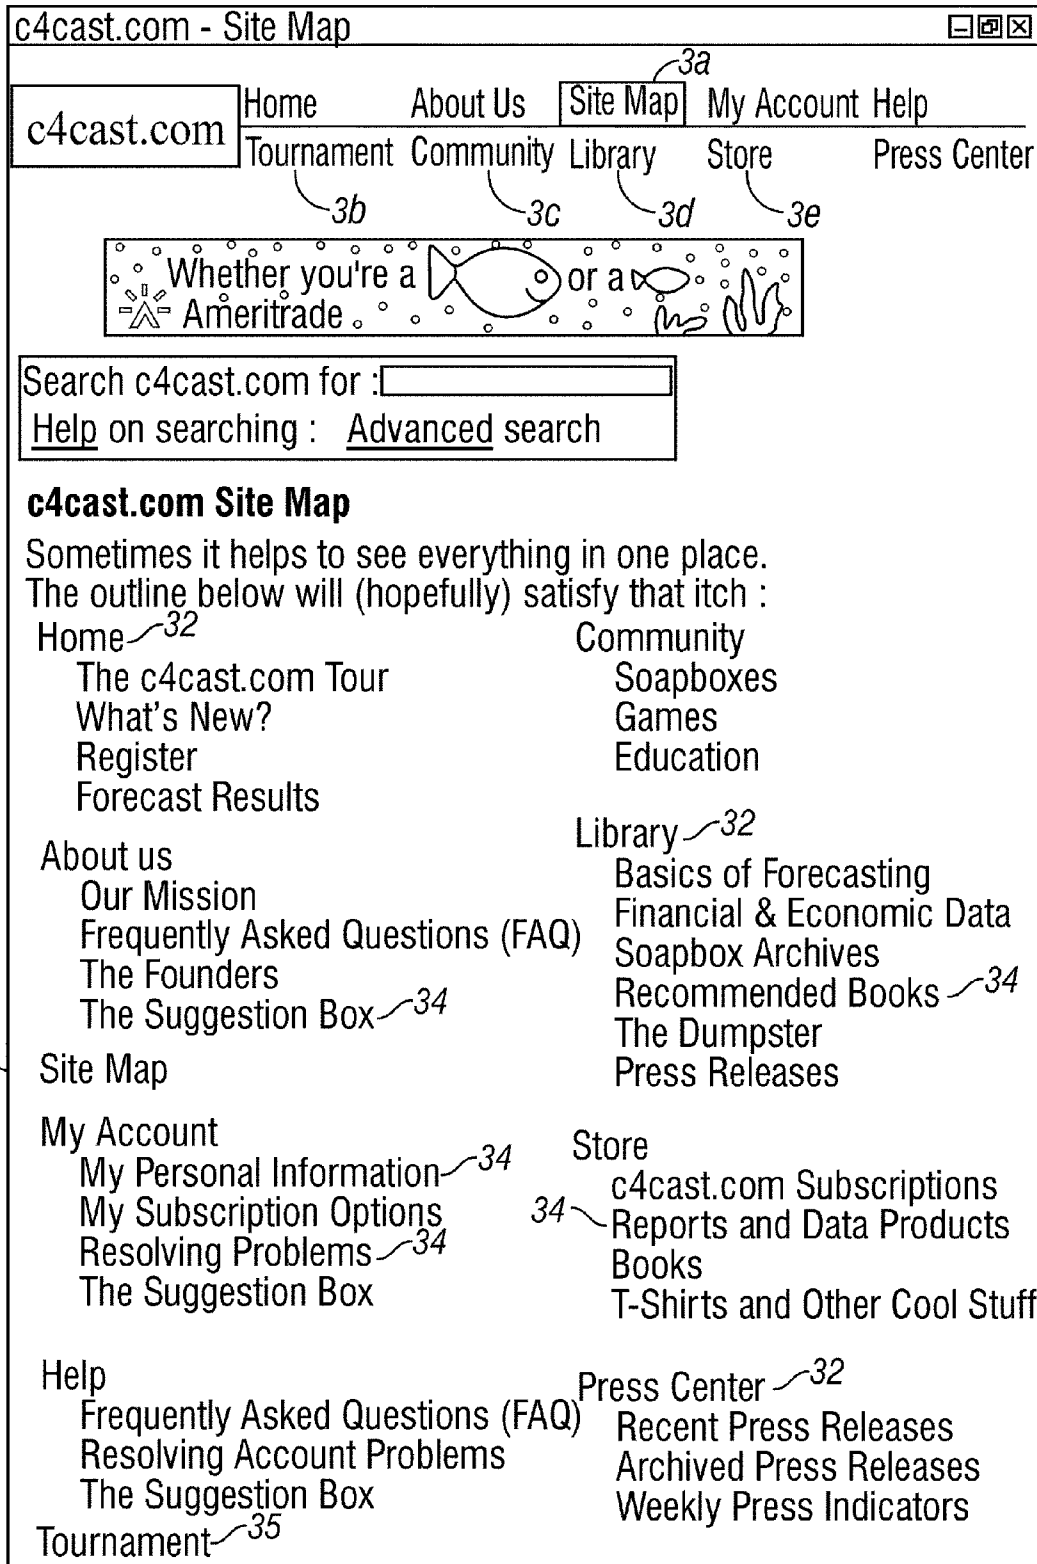 c4cast.com - Site Map
3a
c4cast.com
Home About Us Site Map My Account Help
Tournament Community Library Store Press Center
3b 3c 3d 3e
Whether you're a or a
Ameritrade
Search c4cast.com for :
Help on searching : Advanced search
c4cast.com Site Map
Sometimes it helps to see everything in one place.
The outline below will (hopefully) satisfy that itch :
Home 32
The c4cast.com Tour
What's New?
Register
Forecast Results
About us
Our Mission
Frequently Asked Questions (FAQ)
The Founders
The Suggestion Box 34
Site Map
My Account
My Personal Information 34
My Subscription Options
Resolving Problems 34
The Suggestion Box
Help
Frequently Asked Questions (FAQ)
Resolving Account Problems
The Suggestion Box
Tournament 35
Community
Soapboxes
Games
Education
Library 32
Basics of Forecasting
Financial & Economic Data
Soapbox Archives
Recommended Books 34
The Dumpster
Press Releases
Store
c4cast.com Subscriptions
34 Reports and Data Products
Books
T-Shirts and Other Cool Stuff
Press Center 32
Recent Press Releases
Archived Press Releases
Weekly Press Indicators